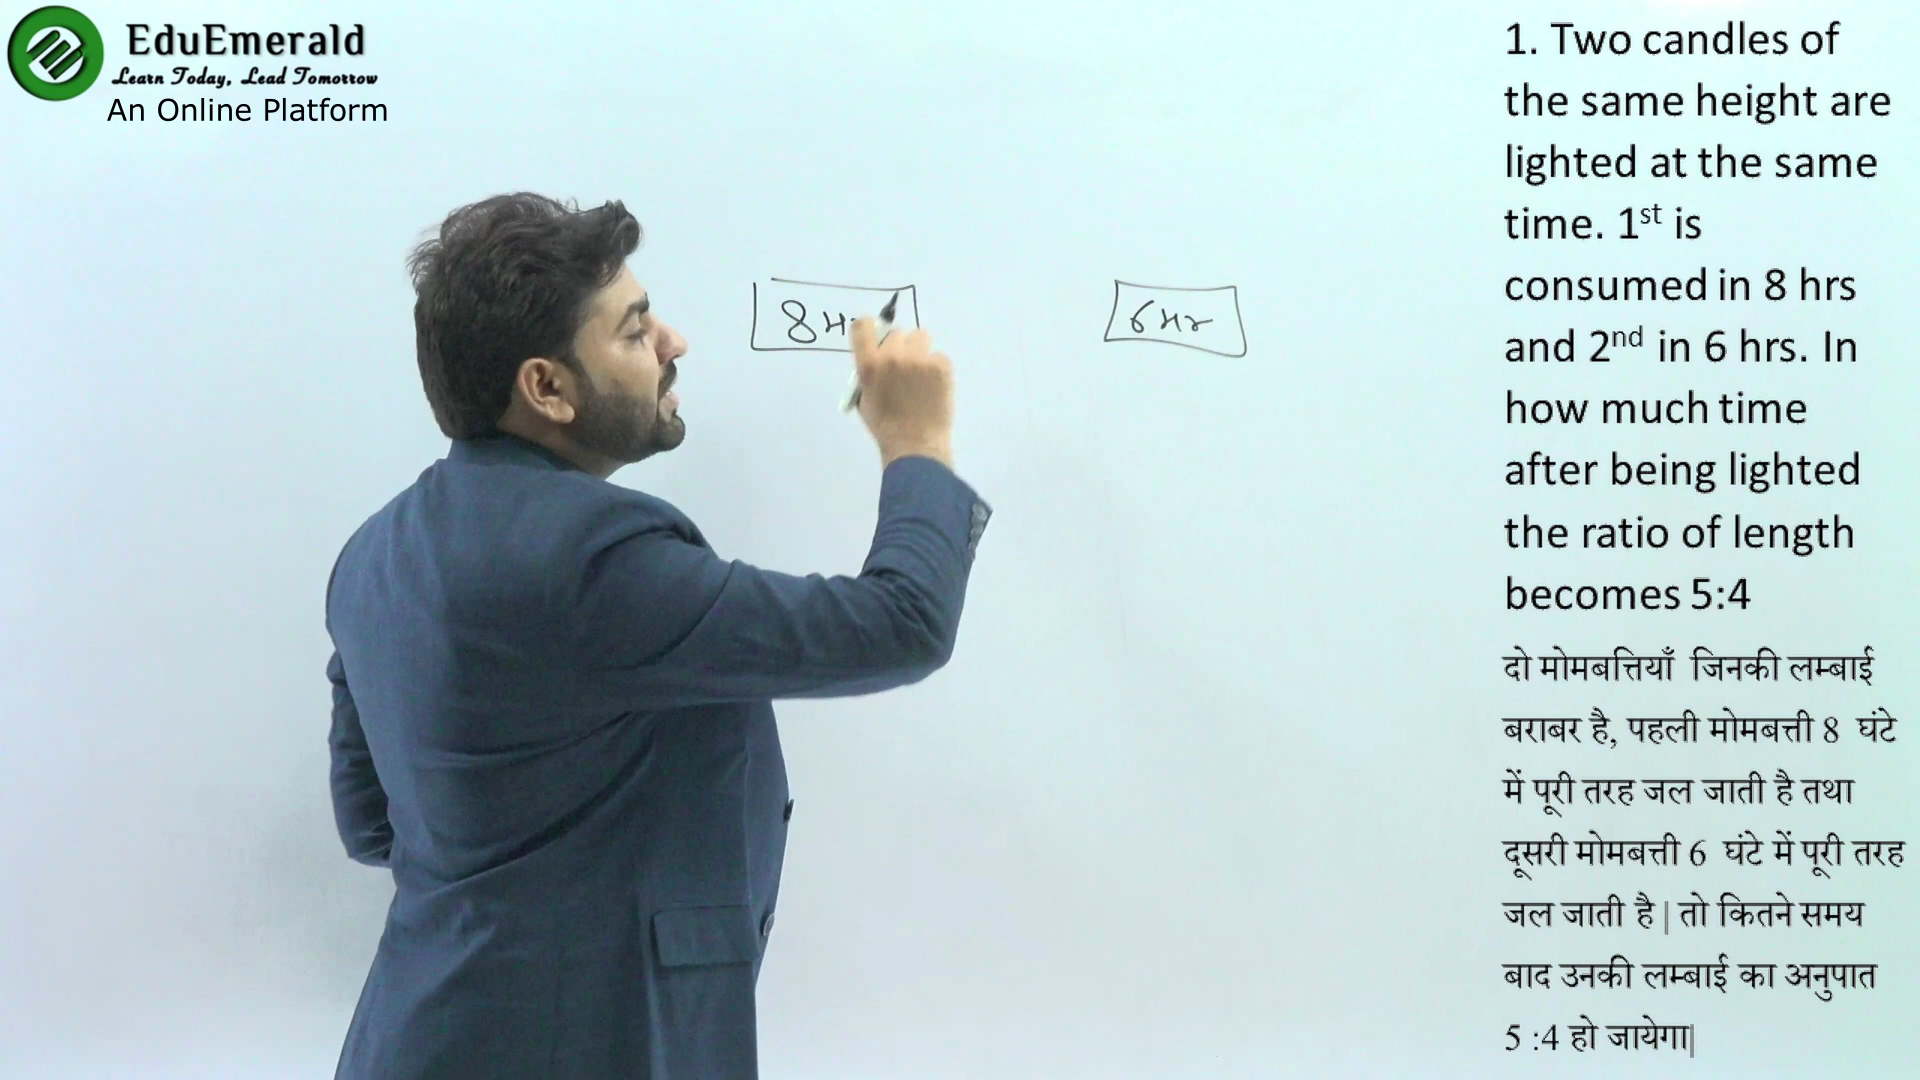 EduEmerald
Learn Today, Lead Tomorrow
An Online Platform
8 H
6 Hr
1. Two candles of
the same height are
lighted at the same
time. 1st is
consumed in 8 hrs
and 2nd in 6 hrs. In
how much time
after being lighted
the ratio of length
becomes 5:4
दो मोमबत्तियाँ जिनकी लम्बाई
बराबर है, पहली मोमबत्ती 8 घंटे
में पूरी तरह जल जाती है तथा
दूसरी मोमबत्ती 6 घंटे में पूरी तरह
जल जाती है | तो कितने समय
बाद उनकी लम्बाई का अनुपात
5 :4 हो जायेगा|